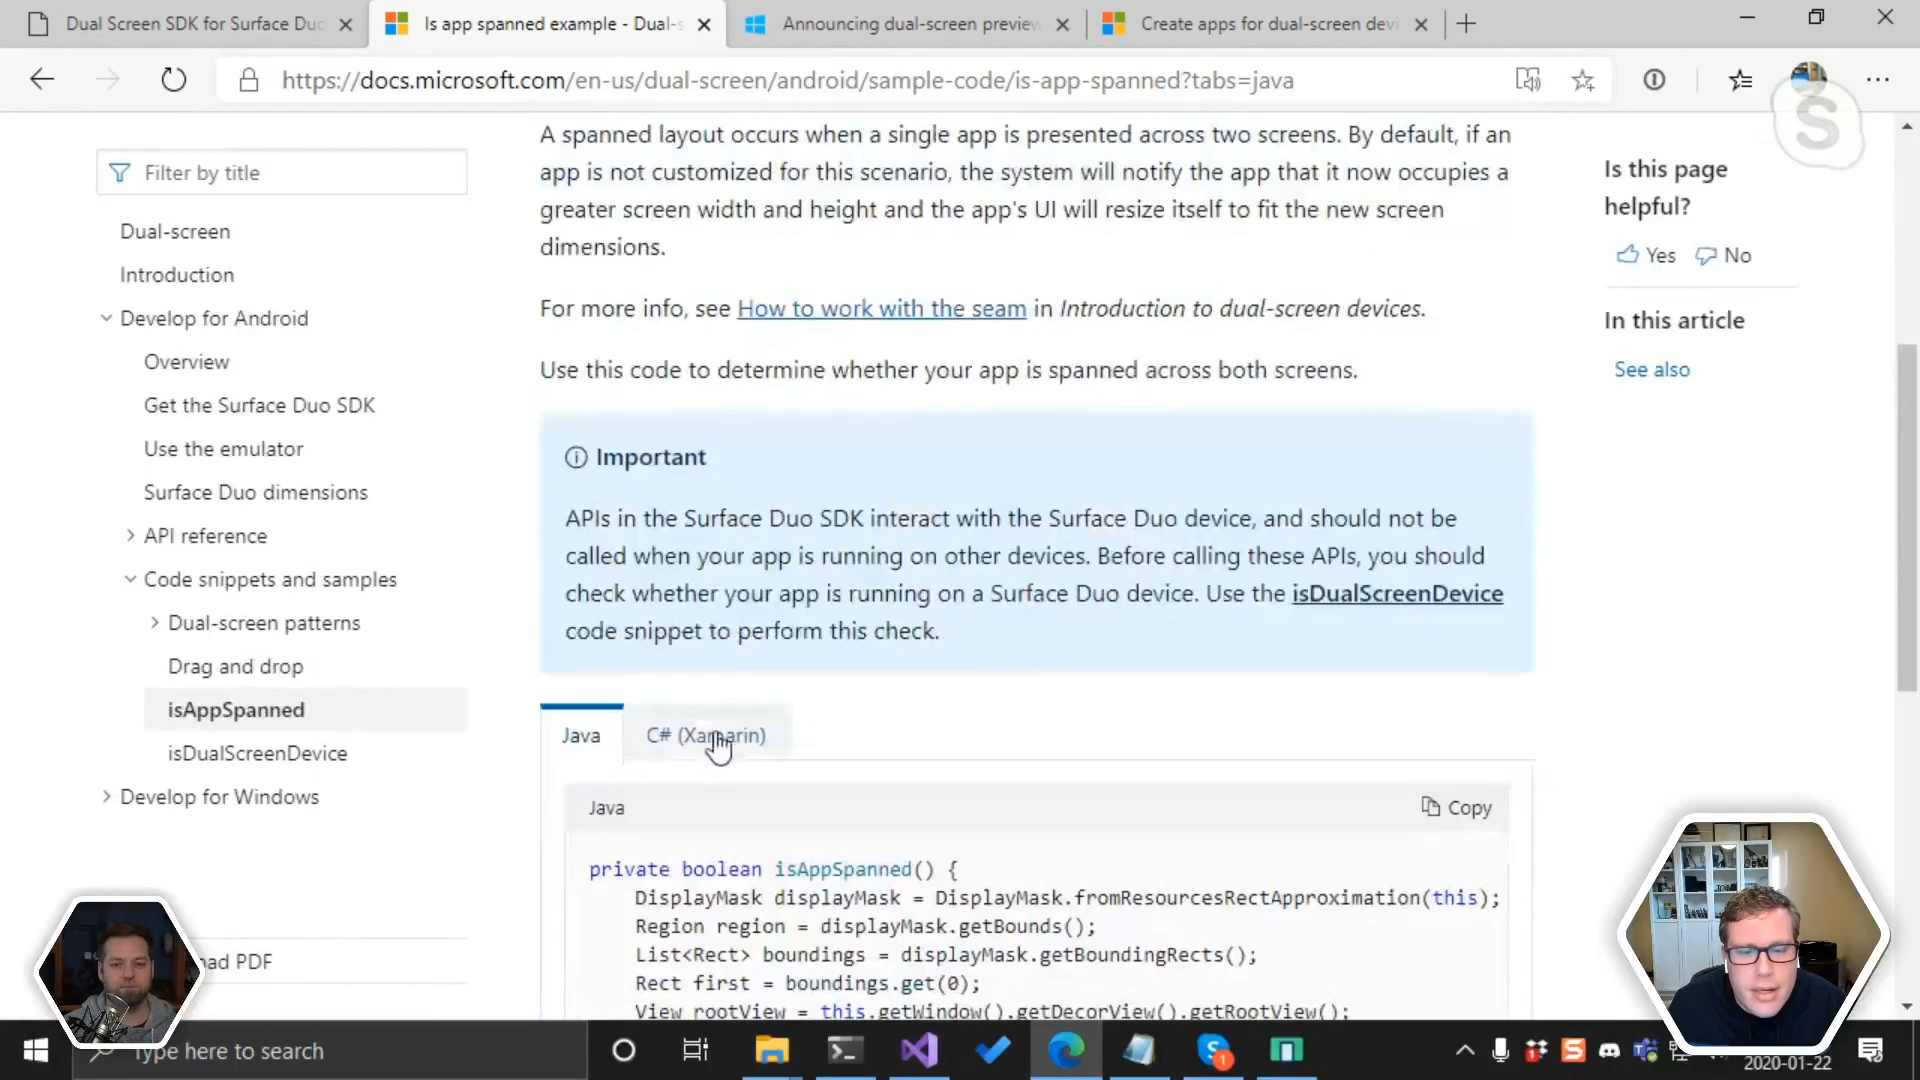 Dual Screen SDK for Surface Duo
Is app spanned example - Dual-s
Announcing dual-screen preview
Create apps for dual-screen devi
https://docs.microsoft.com/en-us/dual-screen/android/sample-code/is-app-spanned?tabs=java
Filter by title
Dual-screen
Introduction
Develop for Android
Overview
Get the Surface Duo SDK
Use the emulator
Surface Duo dimensions
API reference
Code snippets and samples
Dual-screen patterns
Drag and drop
isAppSpanned
isDualScreenDevice
Develop for Windows
oad PDF
A spanned layout occurs when a single app is presented across two screens. By default, if an
app is not customized for this scenario, the system will notify the app that it now occupies a
greater screen width and height and the app's UI will resize itself to fit the new screen
dimensions.
For more info, see How to work with the seam in Introduction to dual-screen devices.
Use this code to determine whether your app is spanned across both screens.
Important
APIs in the Surface Duo SDK interact with the Surface Duo device, and should not be
called when your app is running on other devices. Before calling these APIs, you should
check whether your app is running on a Surface Duo device. Use the isDualScreenDevice
code snippet to perform this check.
Java
C# (Xamarin)
Java
Copy
private boolean isAppSpanned() {
DisplayMask displayMask = DisplayMask.fromResourcesRectApproximation(this);
Region region = displayMask.getBounds();
List<Rect> boundings = displayMask.getBoundingRects();
Rect first = boundings.get(0);
View rootView = this.getWindow().getDecorView().getRootView();
Is this page
helpful?
Yes
No
In this article
See also
S
Type here to search
S
1
S
2020-01-22